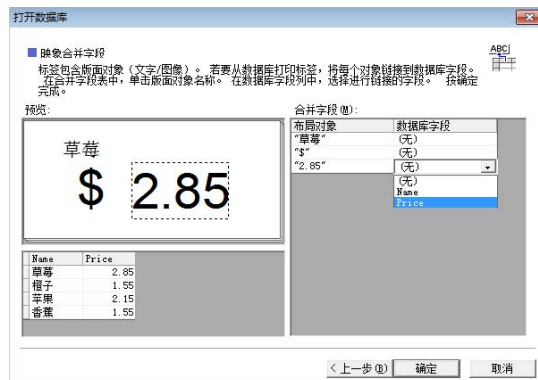 打开数据库
映象合并字段
ABC
标签包含版面对象（文字/图像）。 若要从数据库打印标签，将每个对象链接到数据库字段。
在合并字段表中，单击版面对象名称。 在数据库字段列中，选择进行链接的字段。 按确定
完成。
预览:
合并字段(M):
草莓
$ 2.85
布局对象 数据库字段
"草莓" (无)
"$" (无)
"2.85" (无)
(无)
Name
Price
Name Price
草莓 2.85
橙子 1.55
苹果 2.15
香蕉 1.55
<上一步(B) 确定 取消